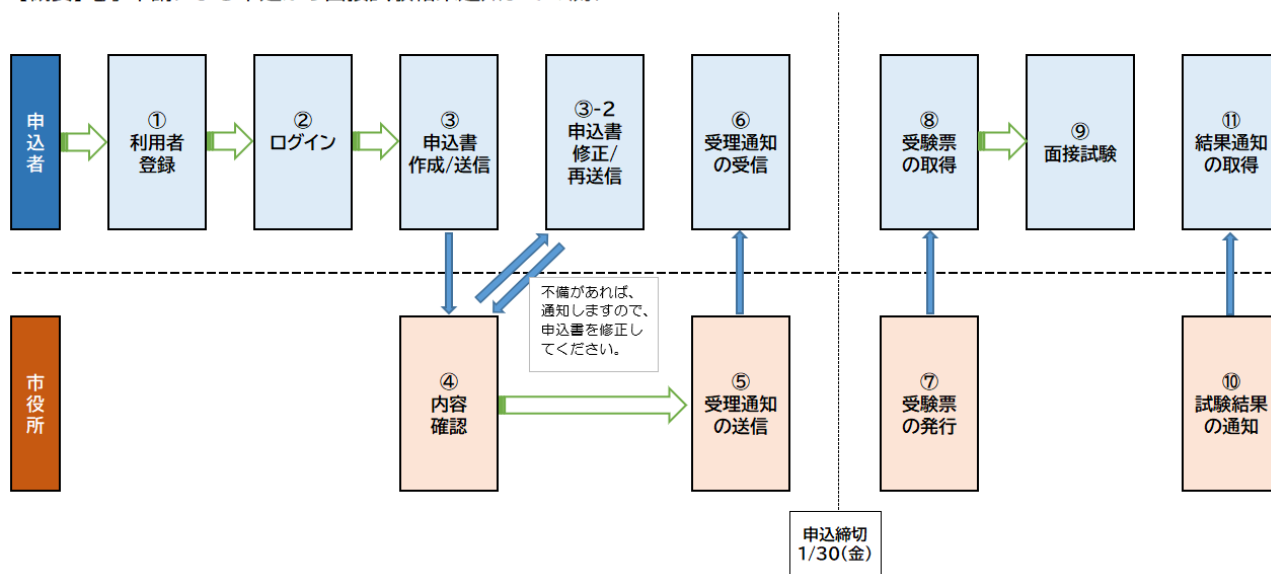 申込者
①
利用者
登録
②
ログイン
③
申込書
作成/送信
③-2
申込書
修正/
再送信
⑥
受理通知
の受信
⑧
受験票
の取得
⑨
面接試験
⑪
結果通知
の取得
不備があれば、
通知しますので、
申込書を修正し
てください。
市役所
④
内容
確認
⑤
受理通知
の送信
⑦
受験票
の発行
⑩
試験結果
の通知
申込締切
1/30(金)